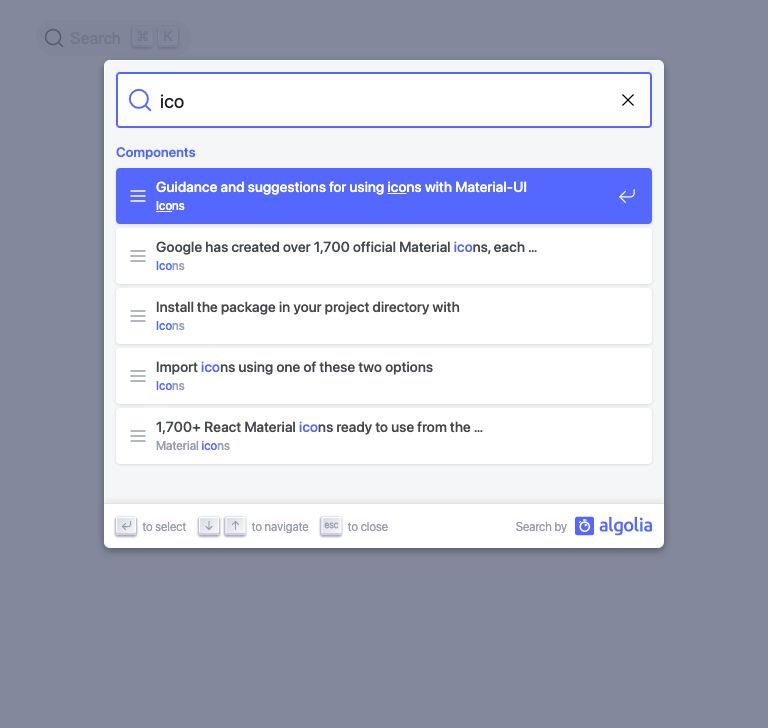 Search ⌘ K
ico
Components
Guidance and suggestions for using icons with Material-UI
Icons
Google has created over 1,700 official Material icons, each ...
Icons
Install the package in your project directory with
Icons
Import icons using one of these two options
Icons
1,700+ React Material icons ready to use from the ...
Material icons
to select to navigate esc to close Search by algolia